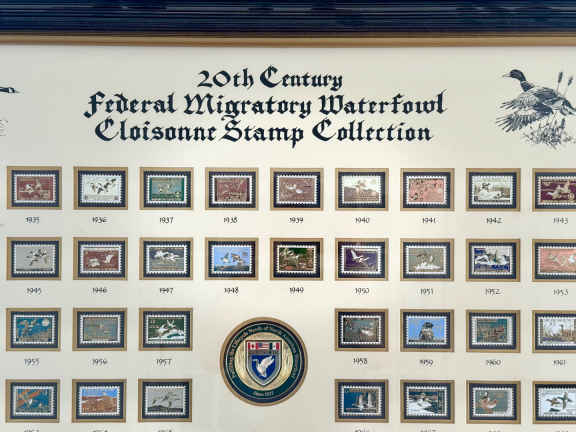 20th Century
Federal Migratory Waterfowl
Cloisonne Stamp Collection
1935 1936 1937 1938 1939 1940 1941 1942 1943
1945 1946 1947 1948 1949 1950 1951 1952 1953
1955 1956 1957 1958 1959 1960 1961